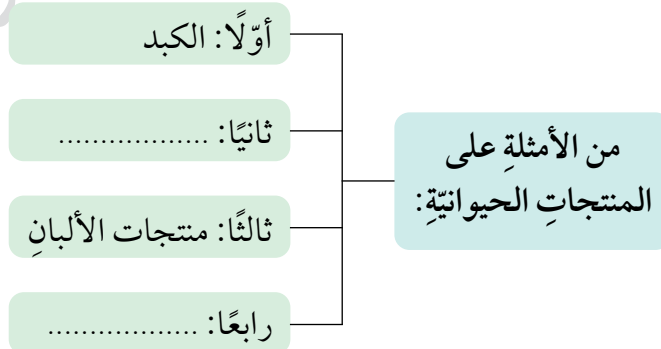 من الأمثلةِ على
المنتجاتِ الحيوانيّةِ:
أوّلًا: الكبد
ثانيًا: ..................
ثالثًا: منتجات الألبانِ
رابعًا: ..................